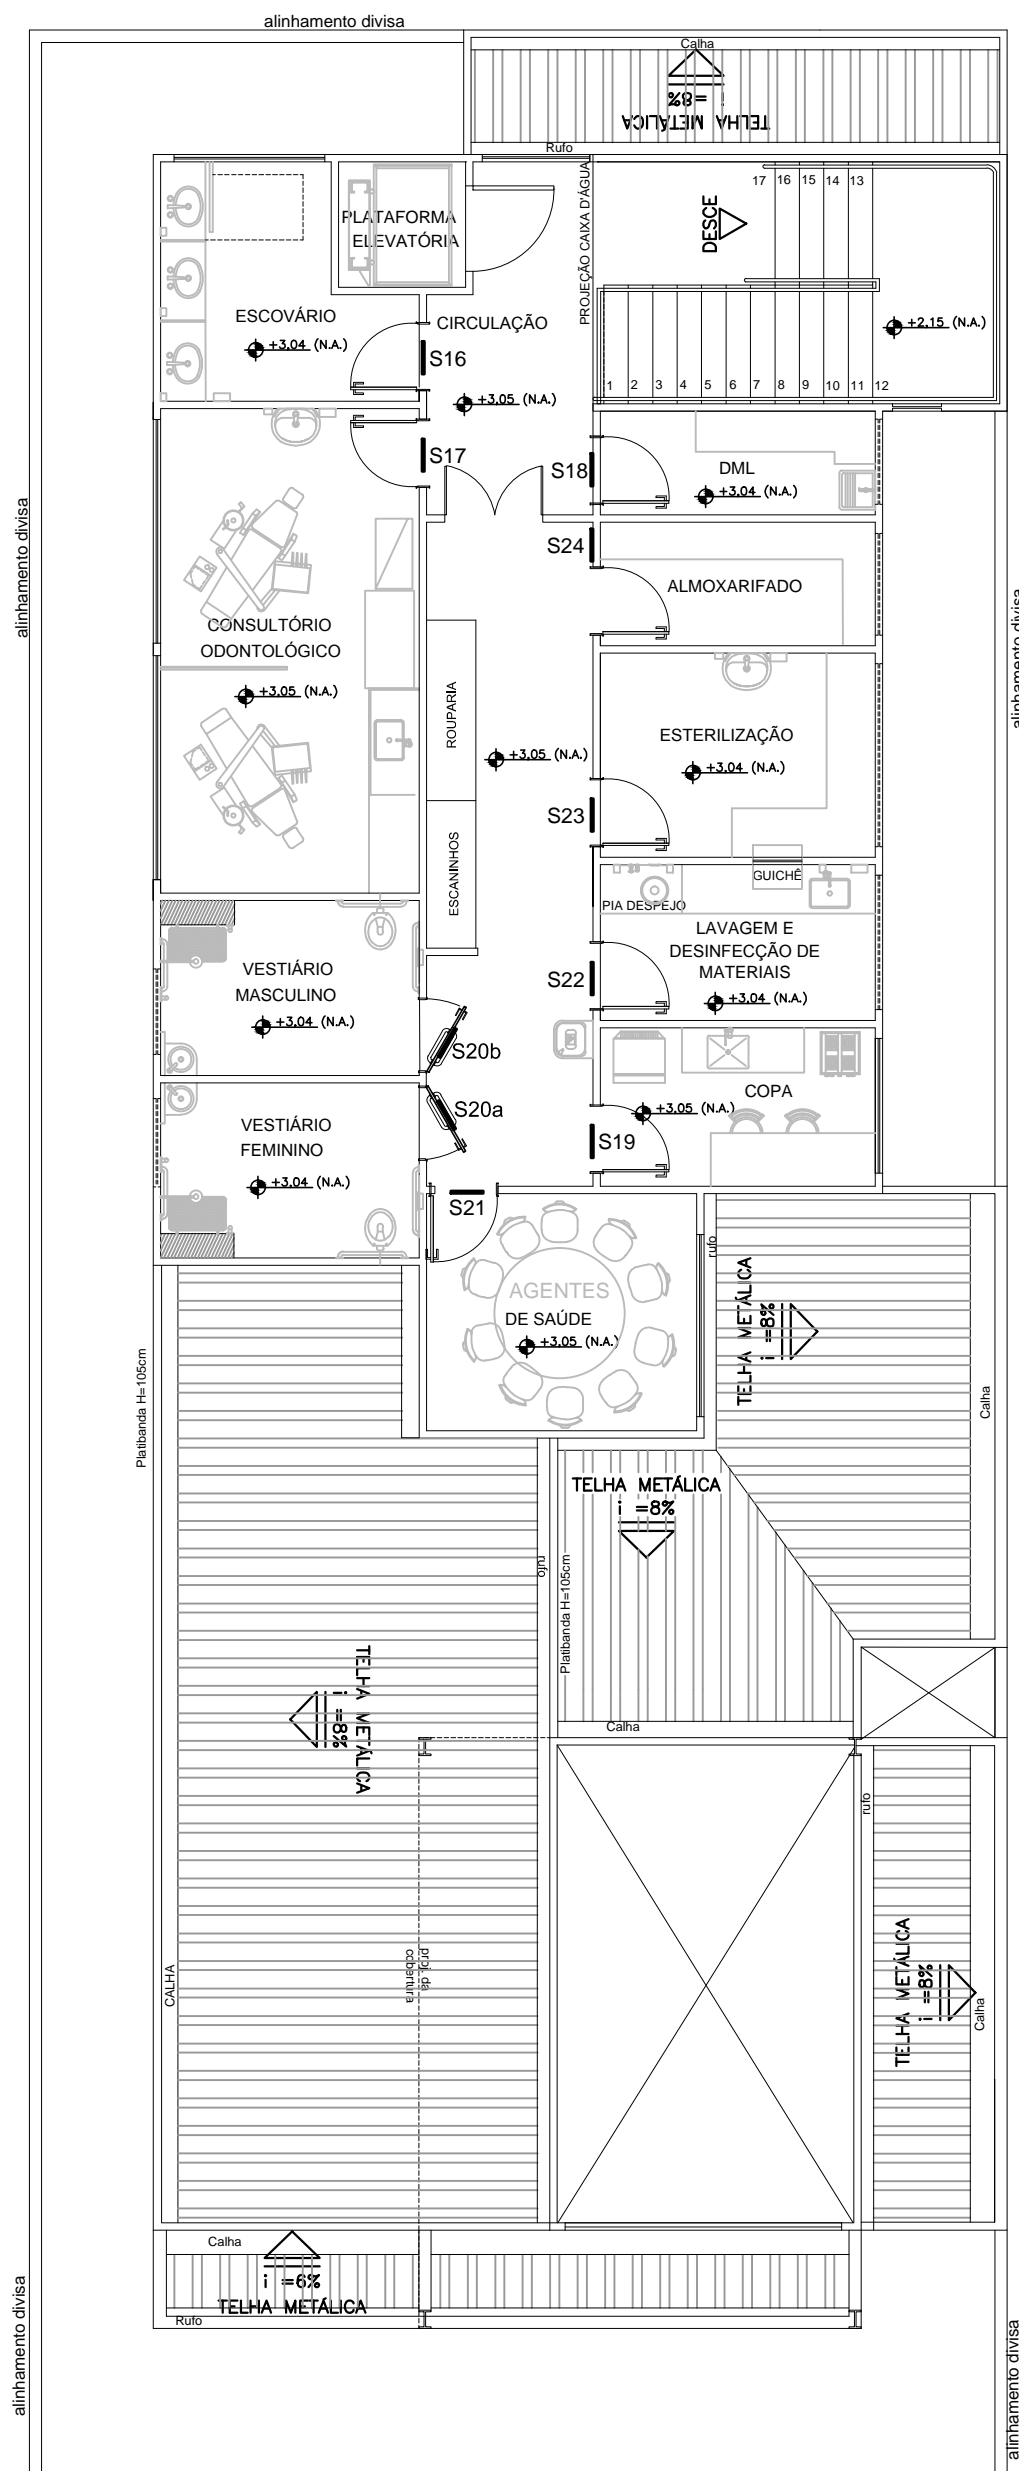 alinhamento divisa
Calha
i =8%
TELHA METÁLICA
Rufo
PLATAFORMA
ELEVATÓRIA
PROJEÇÃO CAIXA D'ÁGUA
DESCE
17
16
15
14
13
+2,15 (N.A.)
1
2
3
4
5
6
7
8
9
10
11
12
ESCOVÁRIO
+3,04 (N.A.)
CIRCULAÇÃO
S16
+3,05 (N.A.)
S17
S18
DML
+3,04 (N.A.)
alinhamento divisa
S24
ALMOXARIFADO
alinhamento divisa
CONSULTÓRIO
ODONTOLÓGICO
+3,05 (N.A.)
ROUPARIA
+3,05 (N.A.)
ESTERILIZAÇÃO
+3,04 (N.A.)
S23
ESCANINHOS
GUICHÊ
PIA DESPEJO
LAVAGEM E
DESINFECÇÃO DE
MATERIAIS
+3,04 (N.A.)
S22
VESTIÁRIO
MASCULINO
+3,04 (N.A.)
S20b
COPA
+3,05 (N.A.)
S20a
S19
VESTIÁRIO
FEMININO
+3,04 (N.A.)
S21
AGENTES
DE SAÚDE
+3,05 (N.A.)
rufo
TELHA METÁLICA
i =8%
Calha
Platibanda H=105cm
TELHA METÁLICA
i =8%
rufo
Platibanda H=105cm
Calha
TELHA METÁLICA
i =8%
rufo
CALHA
proj. da
cobertura
TELHA METÁLICA
i =8%
Calha
Calha
i =6%
TELHA METÁLICA
Rufo
alinhamento divisa
alinhamento divisa